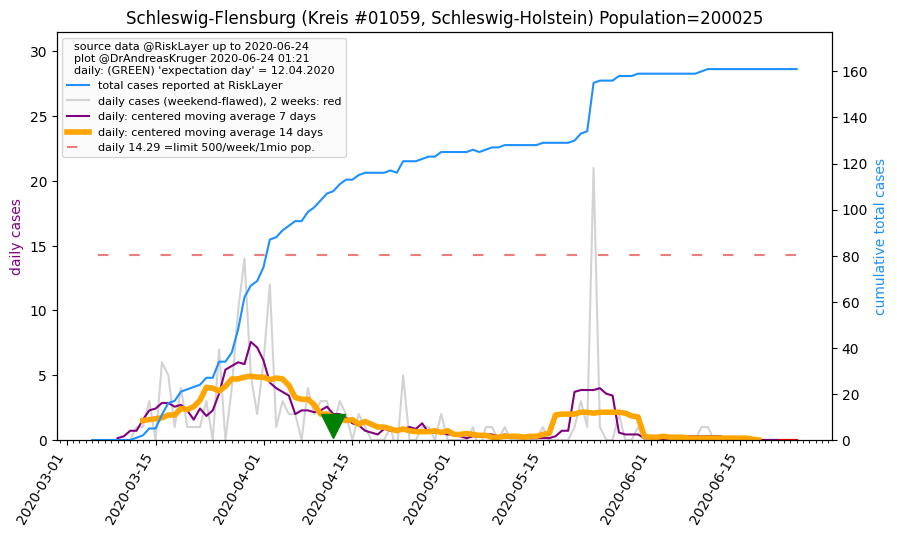 Schleswig-Flensburg (Kreis #01059, Schleswig-Holstein) Population=200025
source data @RiskLayer up to 2020-06-24
plot @DrAndreasKruger 2020-06-24 01:21
daily: (GREEN) 'expectation day' = 12.04.2020
total cases reported at RiskLayer
daily cases (weekend-flawed), 2 weeks: red
daily: centered moving average 7 days
daily: centered moving average 14 days
daily 14.29 =limit 500/week/1mio pop.
daily cases
30
25
20
15
10
5
0
cumulative total cases
160
140
120
100
80
60
40
20
0
2020-03-01
2020-03-15
2020-04-01
2020-04-15
2020-05-01
2020-05-15
2020-06-01
2020-06-15